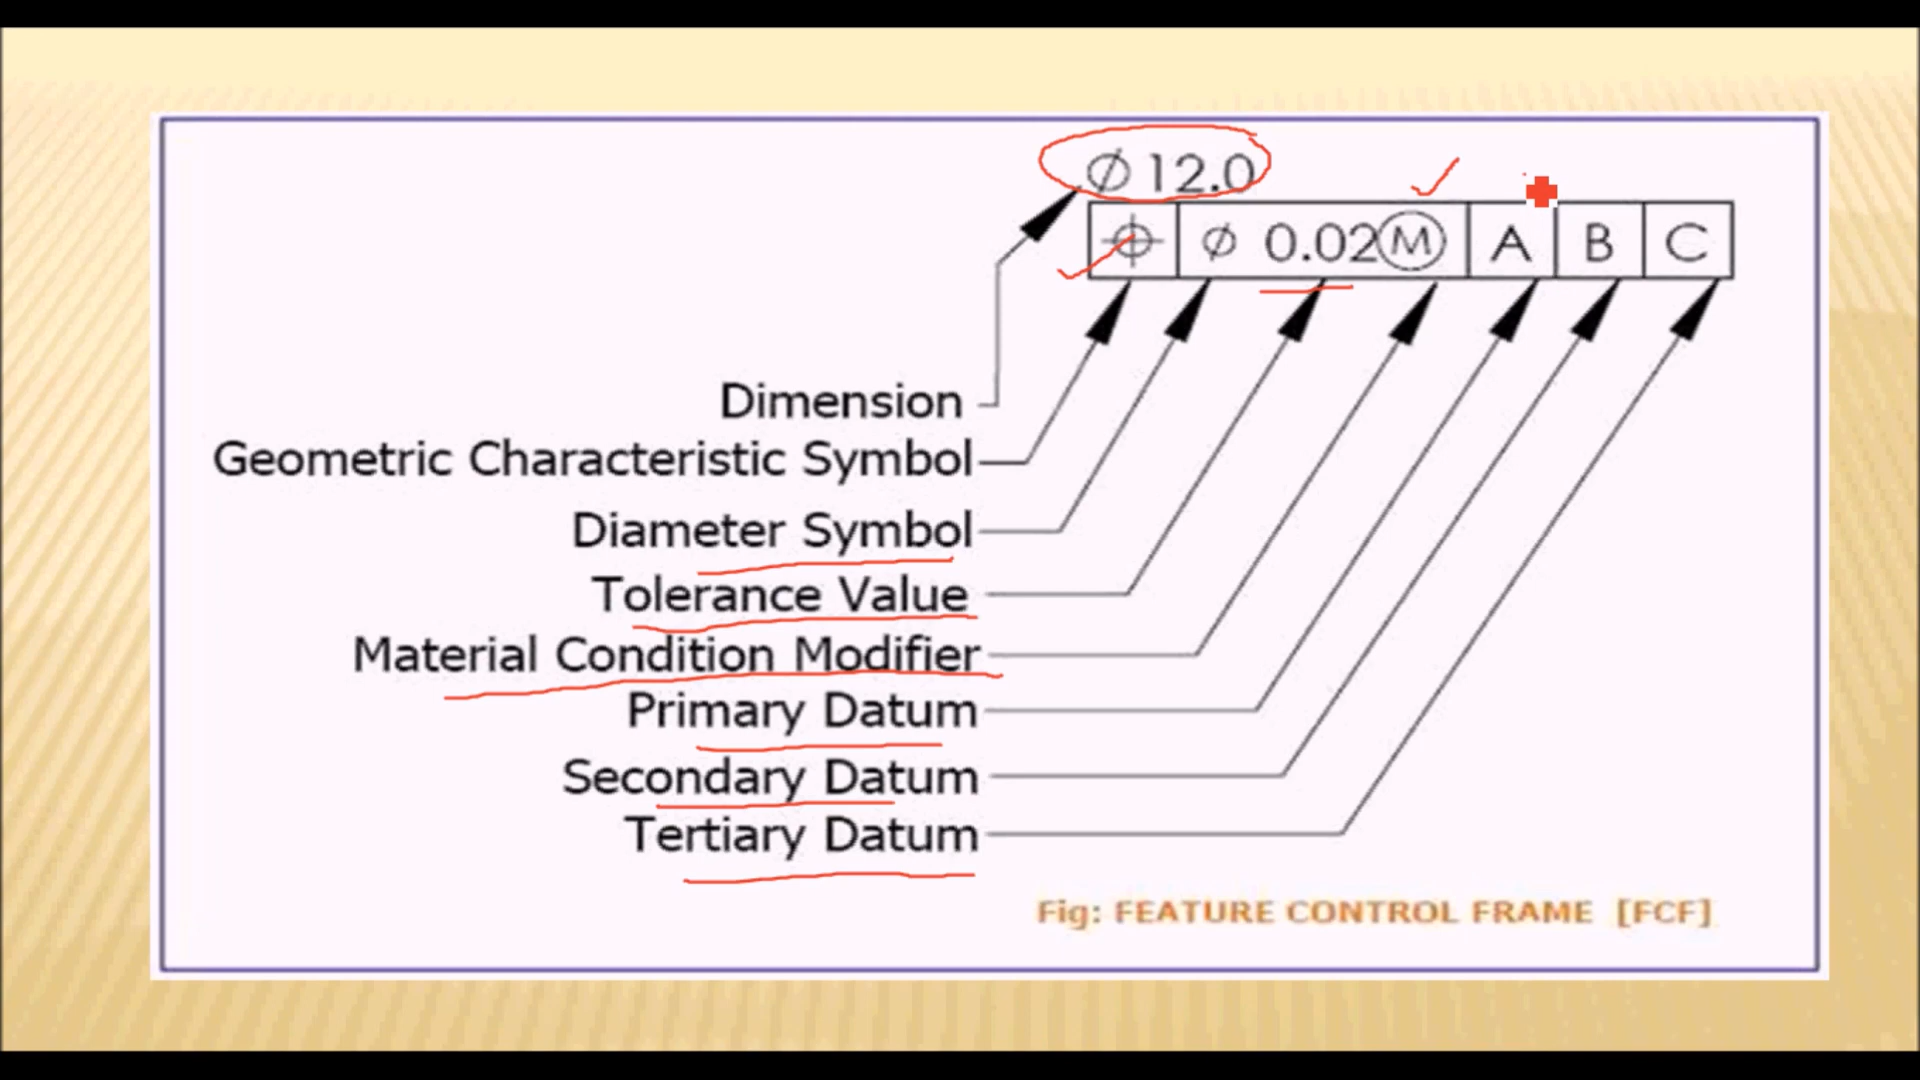 ∅ 12.0
⌖ ∅ 0.02Ⓜ A B C
Dimension
Geometric Characteristic Symbol
Diameter Symbol
Tolerance Value
Material Condition Modifier
Primary Datum
Secondary Datum
Tertiary Datum
Fig: FEATURE CONTROL FRAME [FCF]